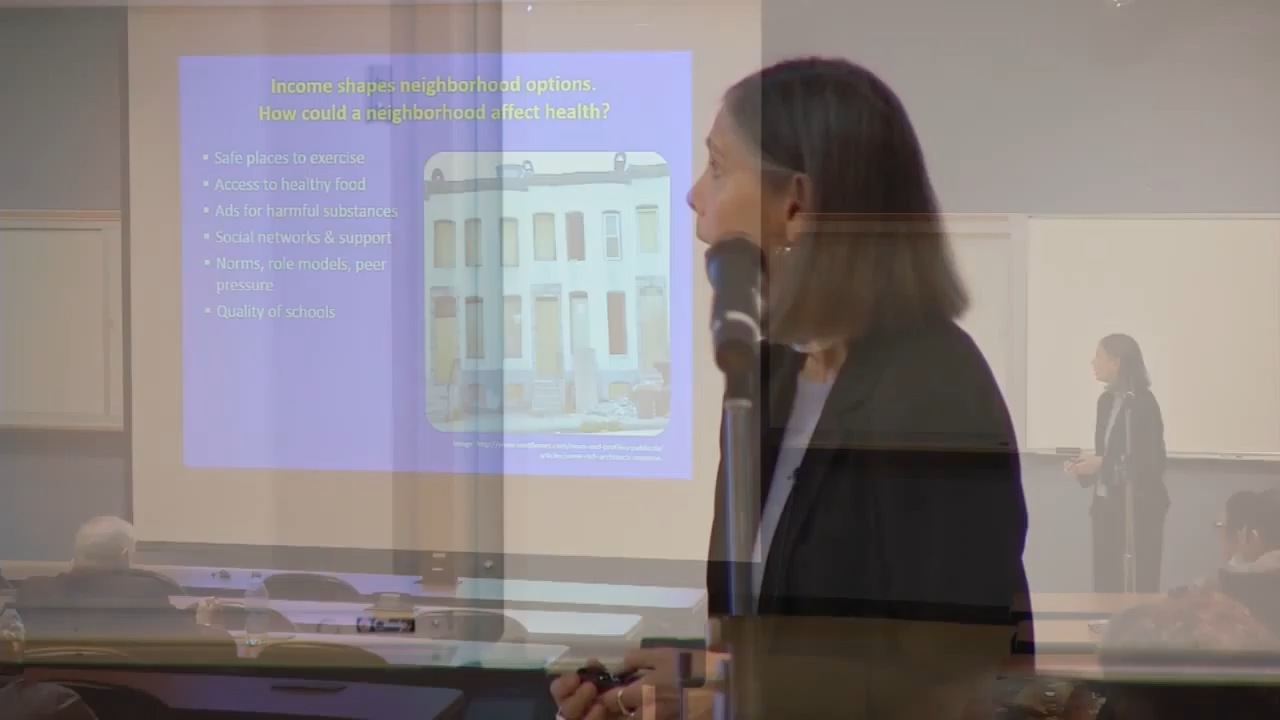 Income shapes neighborhood options.
How could a neighborhood affect health?
▪ Safe places to exercise
▪ Access to healthy food
▪ Ads for harmful substances
▪ Social networks & support
▪ Norms, role models, peer
pressure
▪ Quality of schools